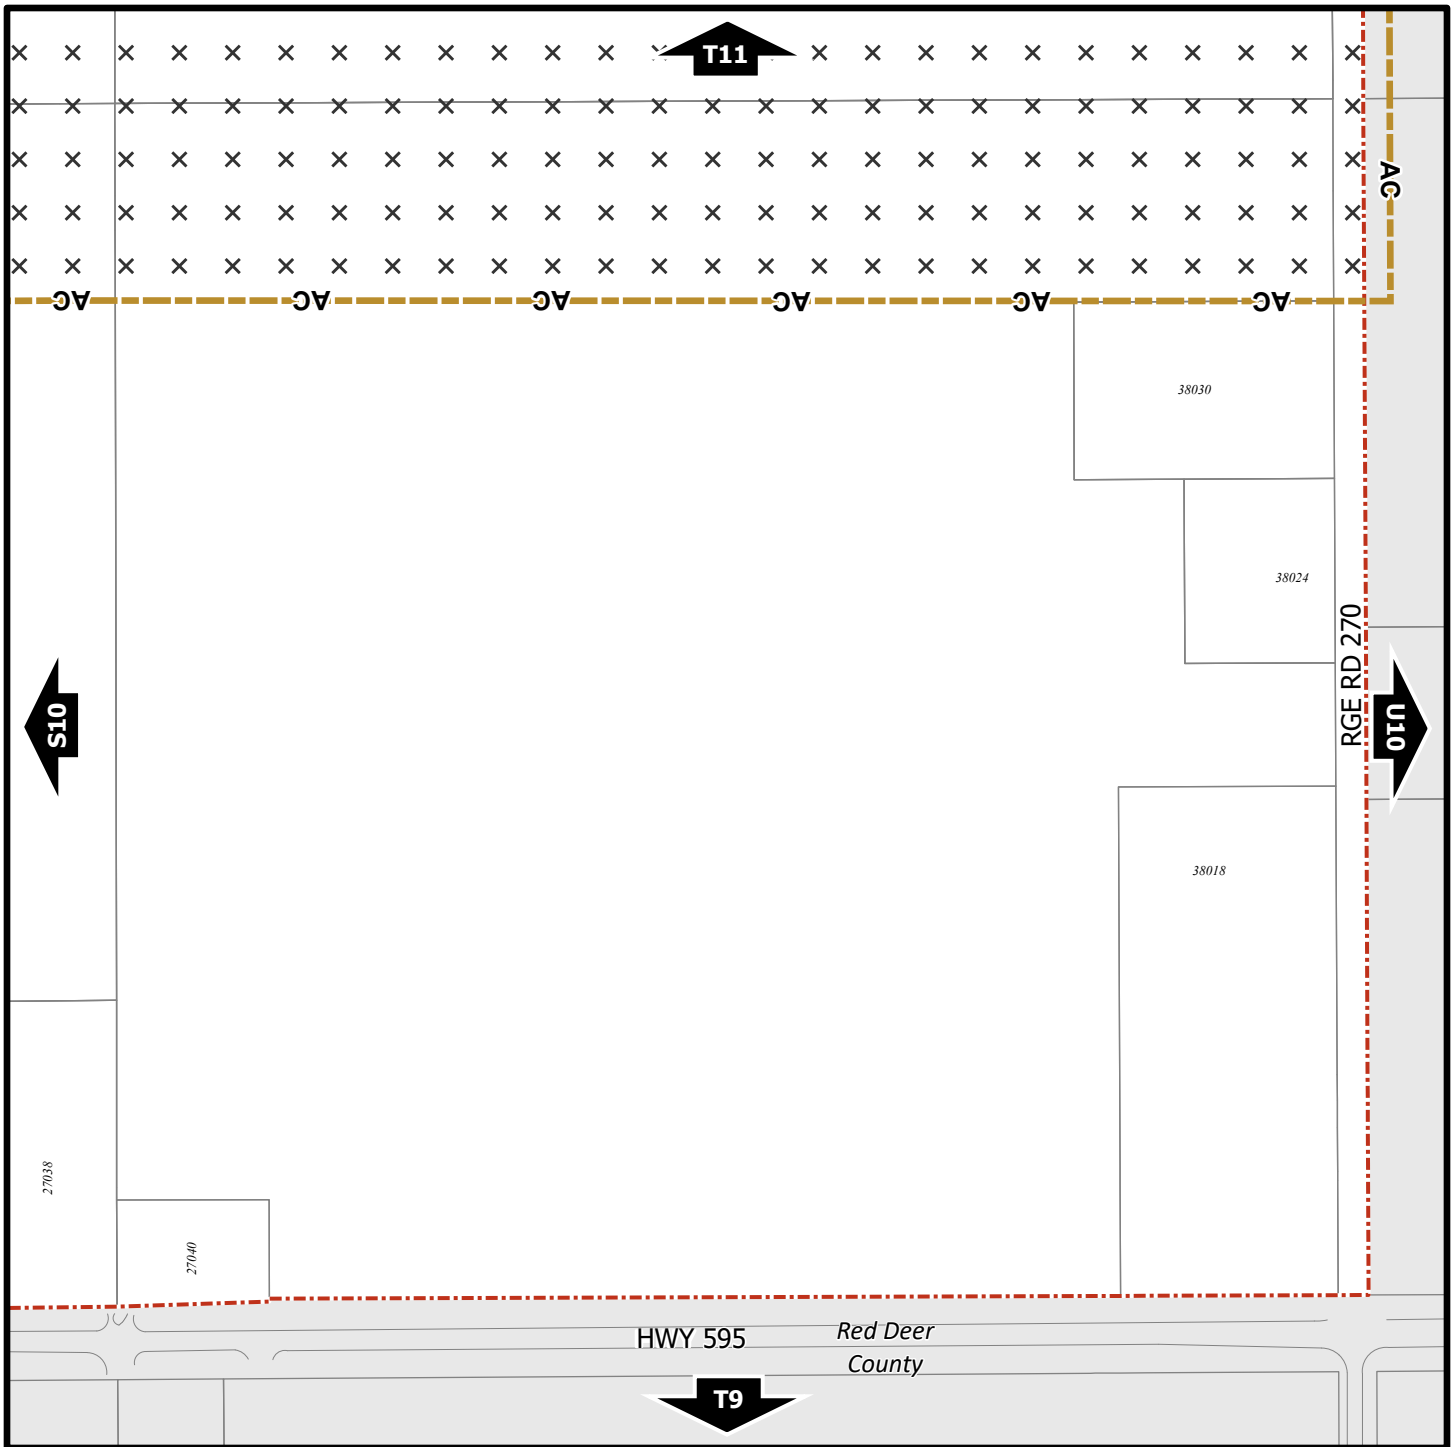 T11
AC
AC
AC
AC
AC
AC
AC
38030
38024
RGE RD 270
S10
U10
38018
27038
27040
HWY 595
Red Deer
County
T9